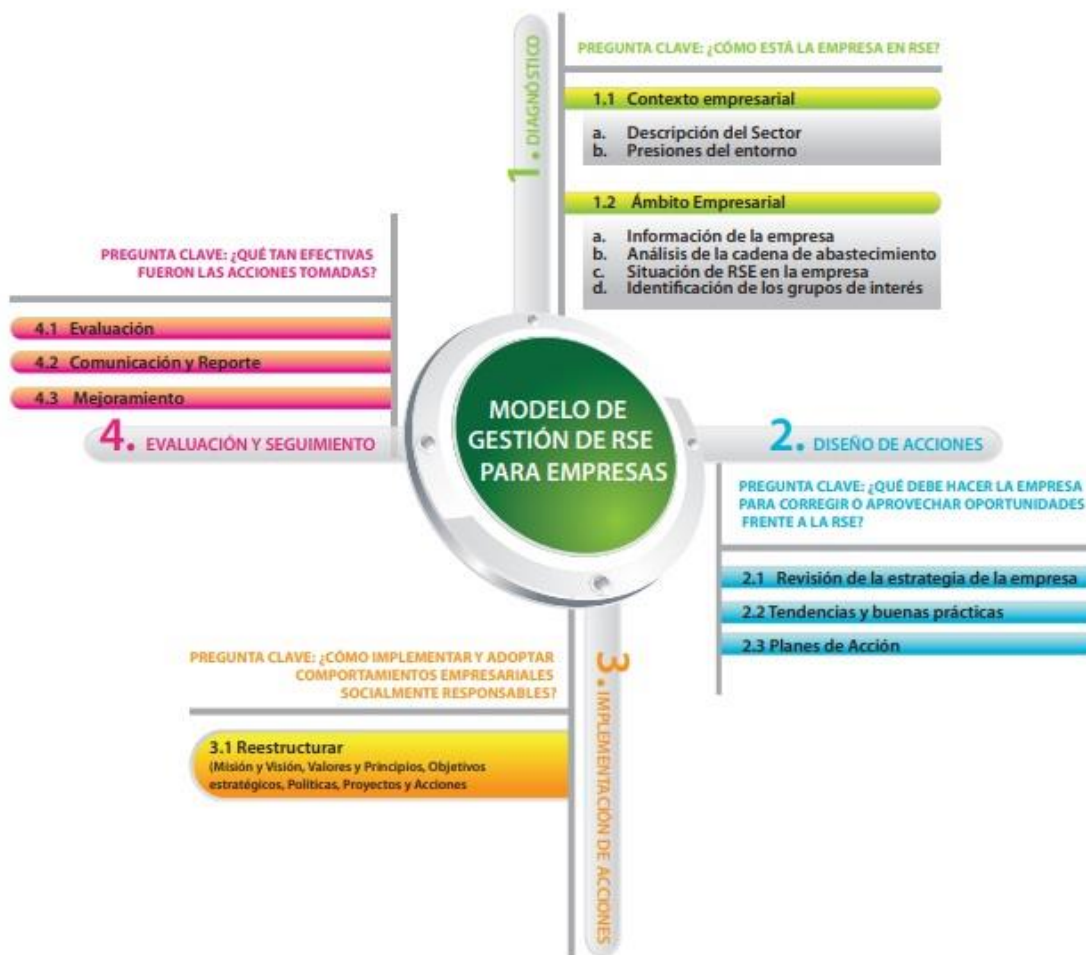 MODELO DE
GESTIÓN DE RSE
PARA EMPRESAS
1. DIAGNÓSTICO
PREGUNTA CLAVE: ¿CÓMO ESTÁ LA EMPRESA EN RSE?
1.1 Contexto empresarial
a. Descripción del Sector
b. Presiones del entorno
1.2 Ámbito Empresarial
a. Información de la empresa
b. Análisis de la cadena de abastecimiento
c. Situación de RSE en la empresa
d. Identificación de los grupos de interés
2. DISEÑO DE ACCIONES
PREGUNTA CLAVE: ¿QUÉ DEBE HACER LA EMPRESA
PARA CORREGIR O APROVECHAR OPORTUNIDADES
FRENTE A LA RSE?
2.1 Revisión de la estrategia de la empresa
2.2 Tendencias y buenas prácticas
2.3 Planes de Acción
3. IMPLEMENTACIÓN DE ACCIONES
PREGUNTA CLAVE: ¿CÓMO IMPLEMENTAR Y ADOPTAR
COMPORTAMIENTOS EMPRESARIALES
SOCIALMENTE RESPONSABLES?
3.1 Reestructurar
(Misión y Visión, Valores y Principios, Objetivos
estratégicos, Políticas, Proyectos y Acciones
4. EVALUACIÓN Y SEGUIMIENTO
PREGUNTA CLAVE: ¿QUÉ TAN EFECTIVAS
FUERON LAS ACCIONES TOMADAS?
4.1 Evaluación
4.2 Comunicación y Reporte
4.3 Mejoramiento